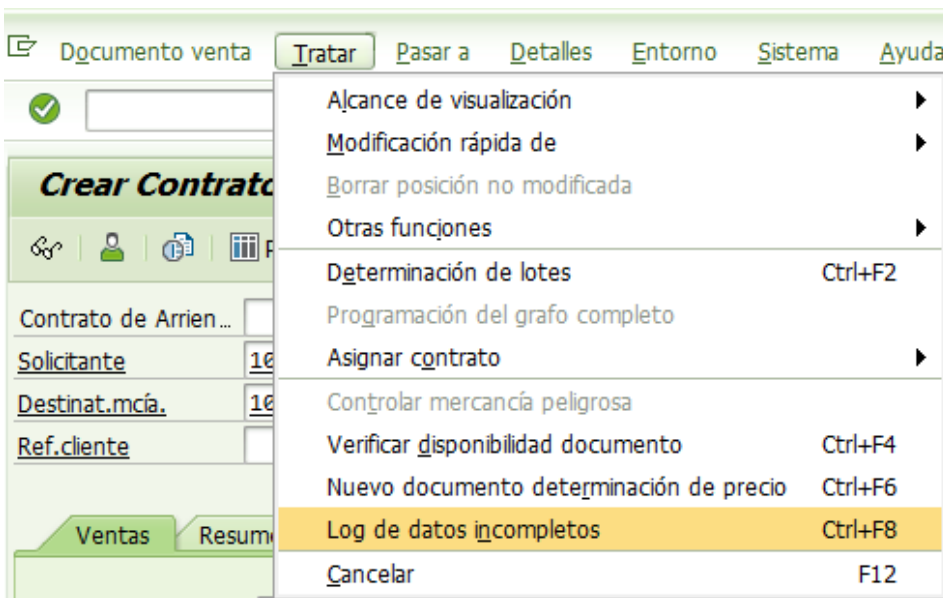 Documento venta Tratar Pasar a Detalles Entorno Sistema Ayuda
Alcance de visualización
Modificación rápida de
Crear Contrato
Borrar posición no modificada
Otras funciones
Determinación de lotes Ctrl+F2
Contrato de Arrien...
Programación del grafo completo
Solicitante 10
Asignar contrato
Destinat.mcía. 10
Controlar mercancía peligrosa
Ref.cliente
Verificar disponibilidad documento Ctrl+F4
Nuevo documento determinación de precio Ctrl+F6
Ventas
Log de datos incompletos Ctrl+F8
Cancelar F12